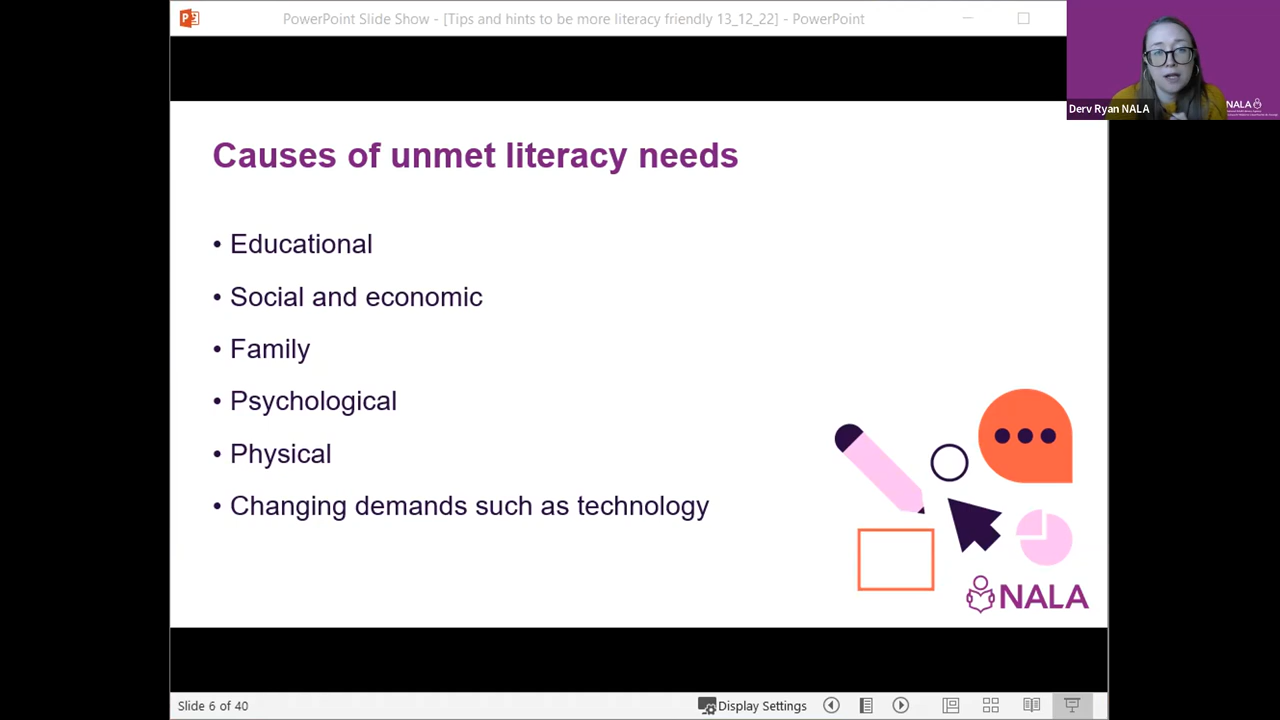 PowerPoint Slide Show - [Tips and hints to be more literacy friendly 13_12_22] - PowerPoint
Derv Ryan NALA
NALA
Causes of unmet literacy needs
• Educational
• Social and economic
• Family
• Psychological
• Physical
• Changing demands such as technology
NALA
Slide 6 of 40
Display Settings